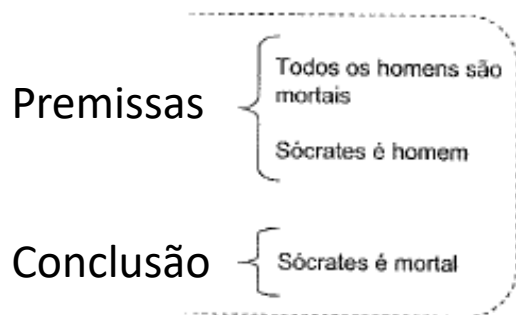 Premissas
Todos os homens são
mortais
Sócrates é homem
Conclusão
Sócrates é mortal